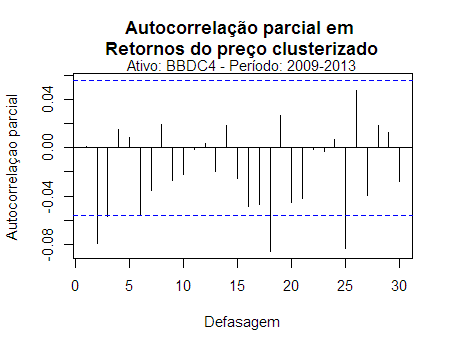 Autocorrelação parcial em
Retornos do preço clusterizado
Ativo: BBDC4 - Período: 2009-2013
Autocorrelaçao parcial
0.04
0.00
-0.04
-0.08
0 5 10 15 20 25 30
Defasagem